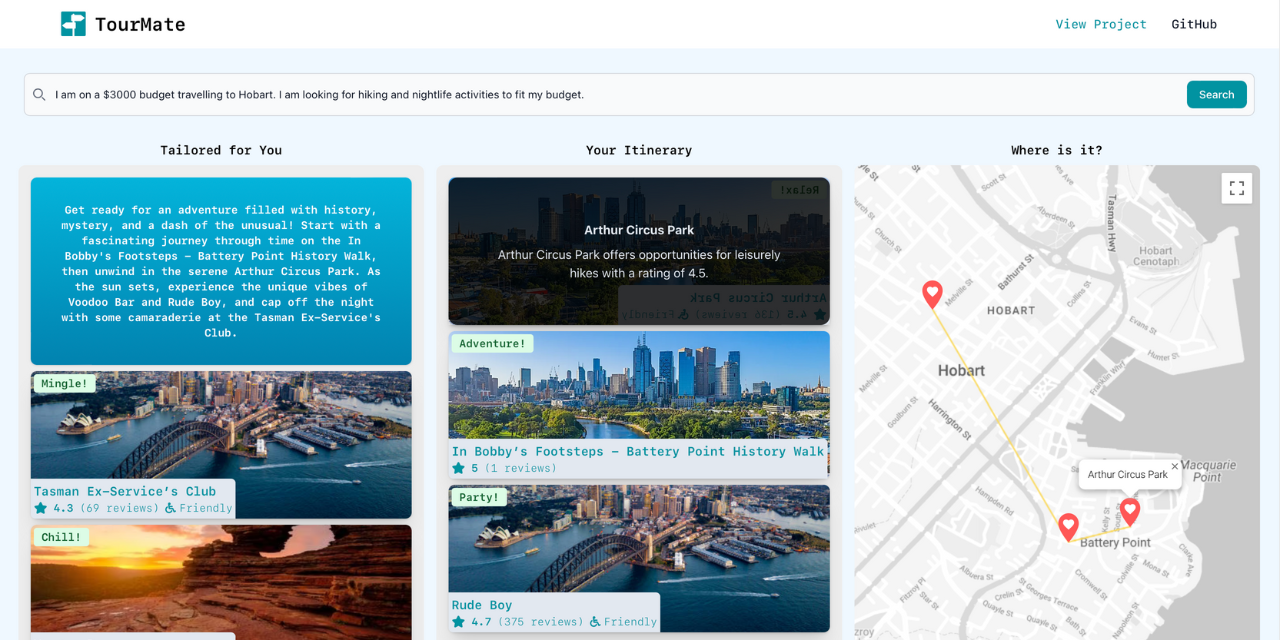 TourMate
View Project
GitHub
I am on a $3000 budget travelling to Hobart. I am looking for hiking and nightlife activities to fit my budget.
Search
Tailored for You
Get ready for an adventure filled with history,
mystery, and a dash of the unusual! Start with a
fascinating journey through time on the In
Bobby's Footsteps - Battery Point History Walk,
then unwind in the serene Arthur Circus Park. As
the sun sets, experience the unique vibes of
Voodoo Bar and Rude Boy, and cap off the night
with some camaraderie at the Tasman Ex-Service's
Club.
Mingle!
Tasman Ex-Service's Club
4.3 (69 reviews) Friendly
Chill!
Your Itinerary
Relax!
Arthur Circus Park
Arthur Circus Park offers opportunities for leisurely
hikes with a rating of 4.5.
Arthur Circus Park
4.5 (136 reviews) Friendly
Adventure!
In Bobby's Footsteps - Battery Point History Walk
5 (1 reviews)
Party!
Rude Boy
4.7 (375 reviews) Friendly
Where is it?
Scott St
Aberdeen St
Tasman Hwy
Church St
Hobart
Cenotaph
Bathurst St
Melville St
Collins St
HOBART
Evans St
Hunter St
Hobart
Franklin Whrf
Melville St
Goulburn St
Harrington St
Arthur Circus Park
Macquarie
Point
Hampden Rd
Kelly St
Battery Point
Clarke Ave
Colville St
Mona St
Cromwell St
Albuera St
St Georges Terrace
Crelin St
Fitzroy Pl
Star St
Quayle St
Bath St
Napoleon St